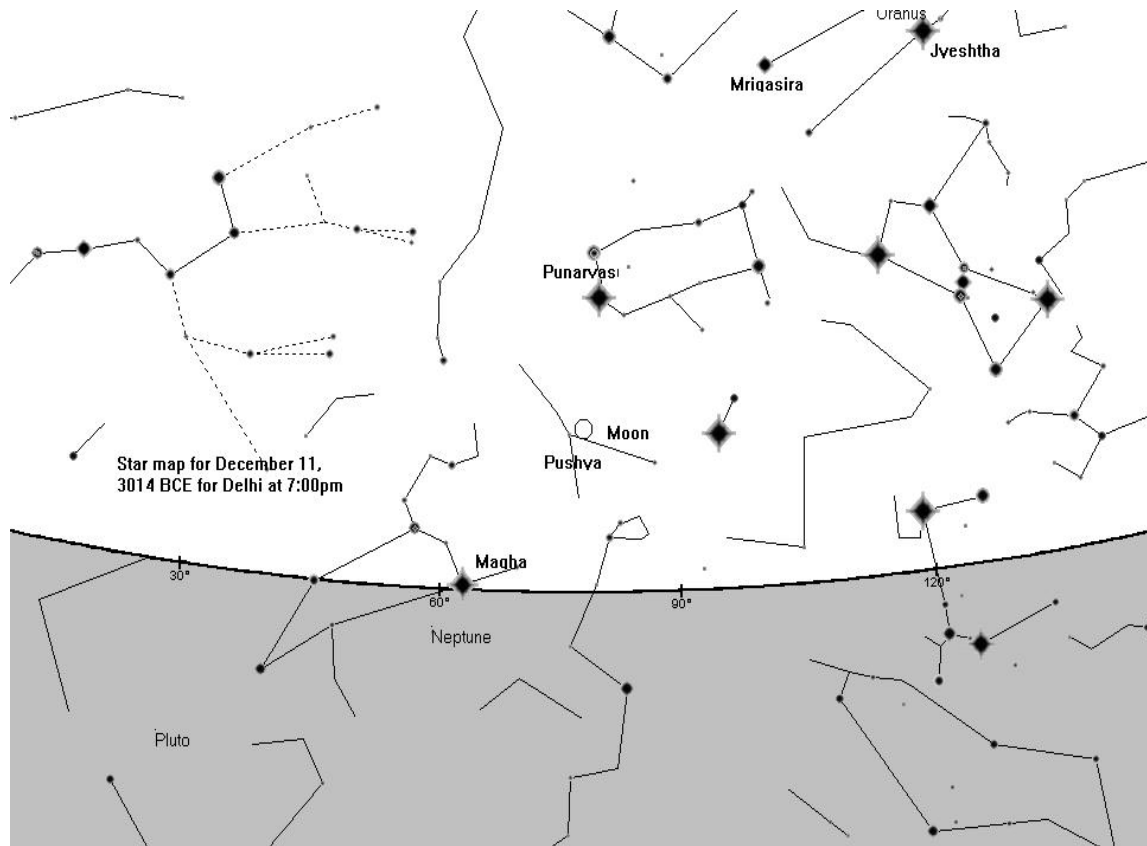 Uranus
Jyeshtha
Mrigasira
Punarvasi
Moon
Pushya
Star map for December 11,
3014 BCE for Delhi at 7:00pm
Magha
30°
60°
90°
120°
Neptune
Pluto